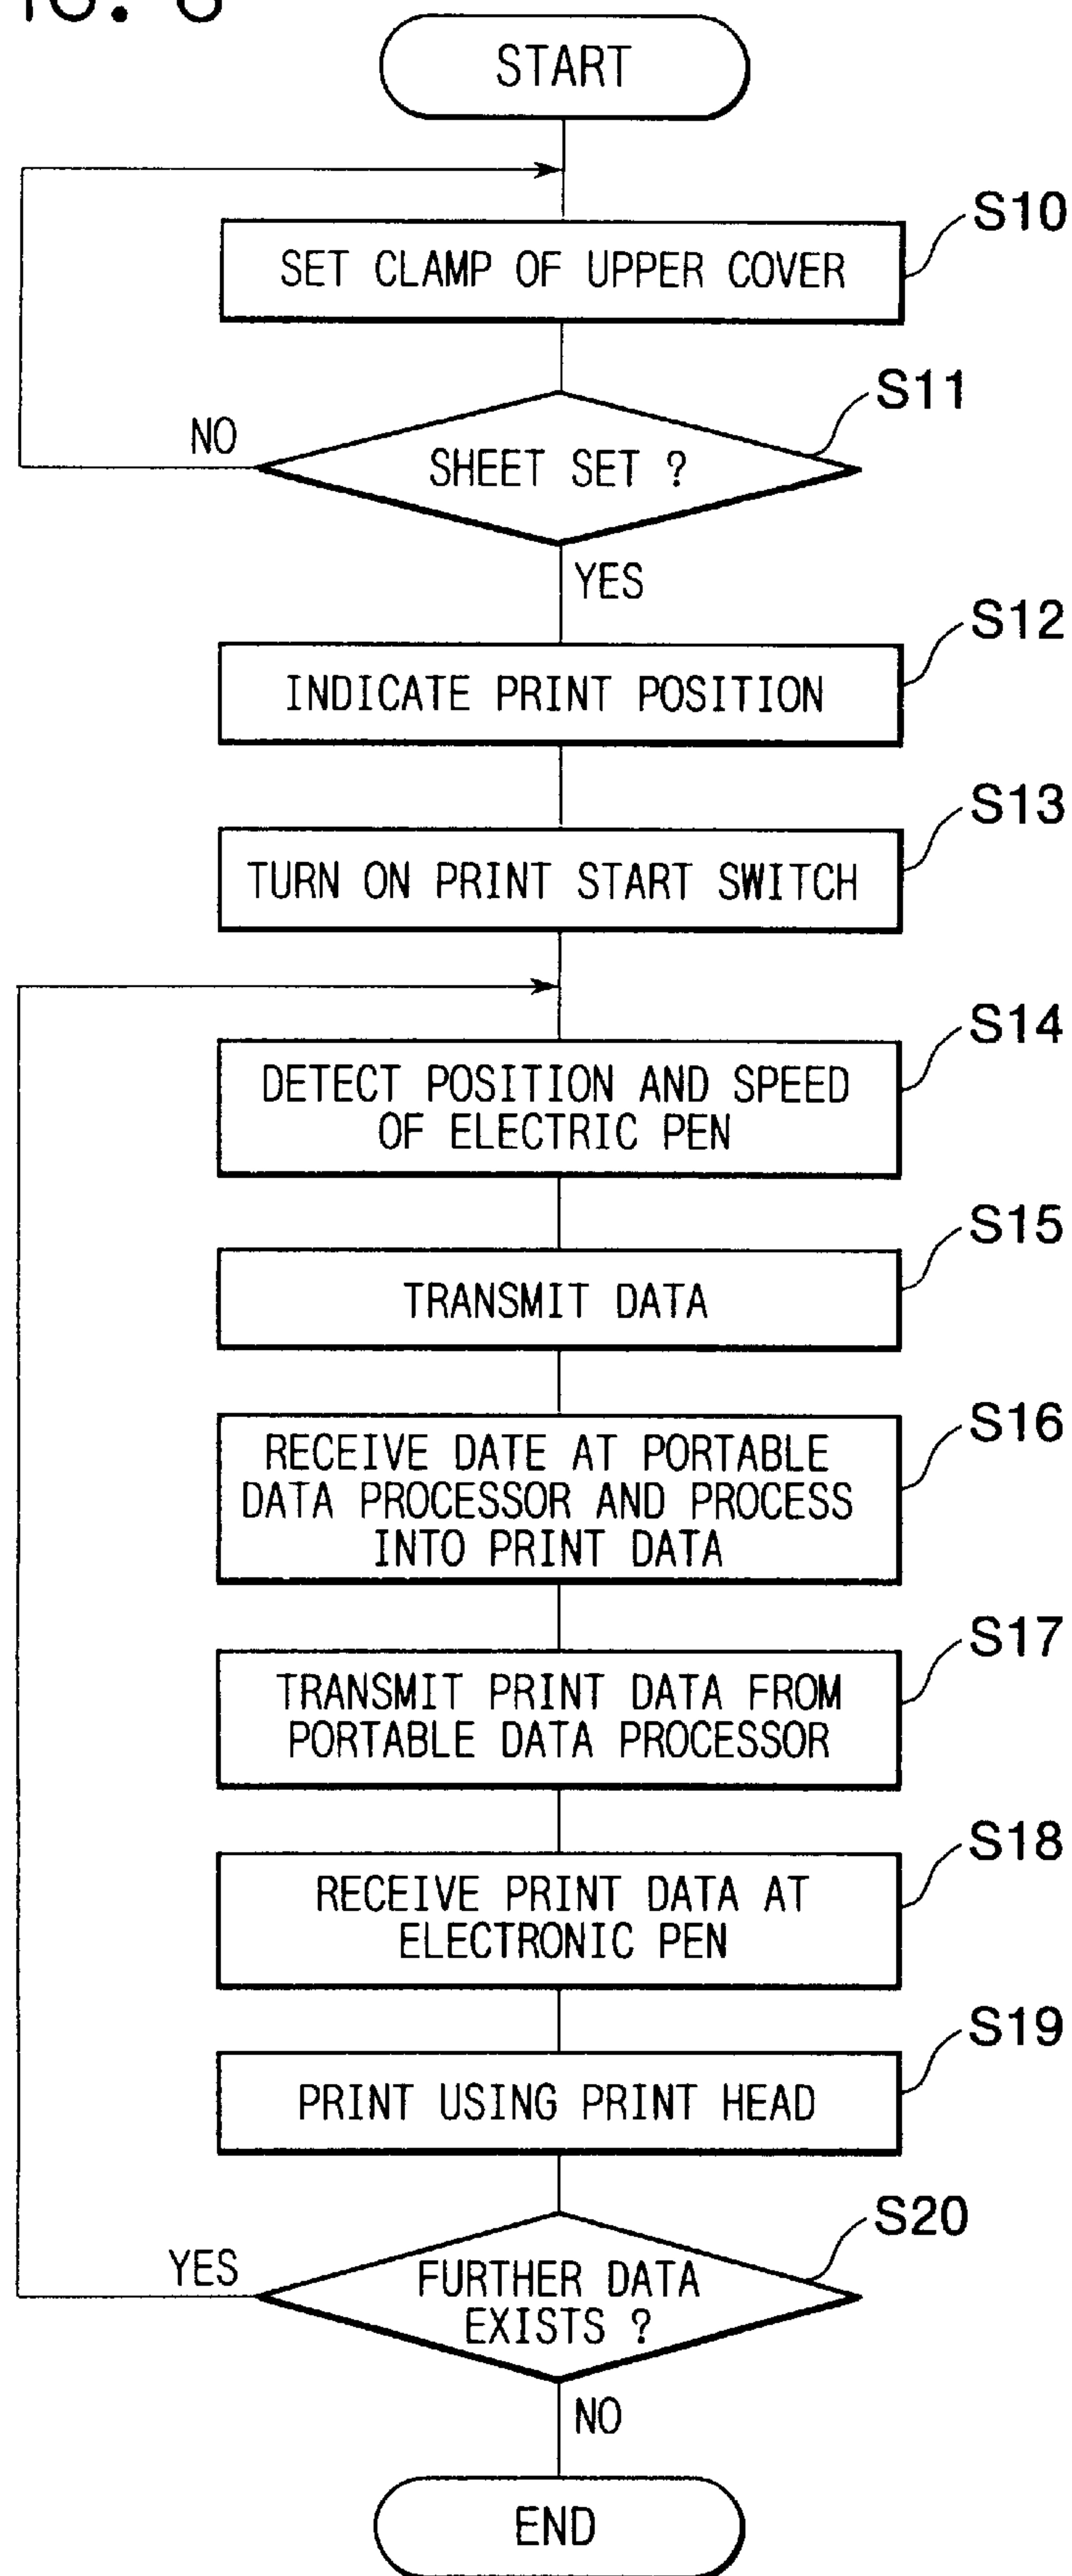 START
S10
SET CLAMP OF UPPER COVER
S11
NO
SHEET SET ?
YES
S12
INDICATE PRINT POSITION
S13
TURN ON PRINT START SWITCH
S14
DETECT POSITION AND SPEED
OF ELECTRIC PEN
S15
TRANSMIT DATA
S16
RECEIVE DATE AT PORTABLE
DATA PROCESSOR AND PROCESS
INTO PRINT DATA
S17
TRANSMIT PRINT DATA FROM
PORTABLE DATA PROCESSOR
S18
RECEIVE PRINT DATA AT
ELECTRONIC PEN
S19
PRINT USING PRINT HEAD
S20
YES
FURTHER DATA
EXISTS ?
NO
END